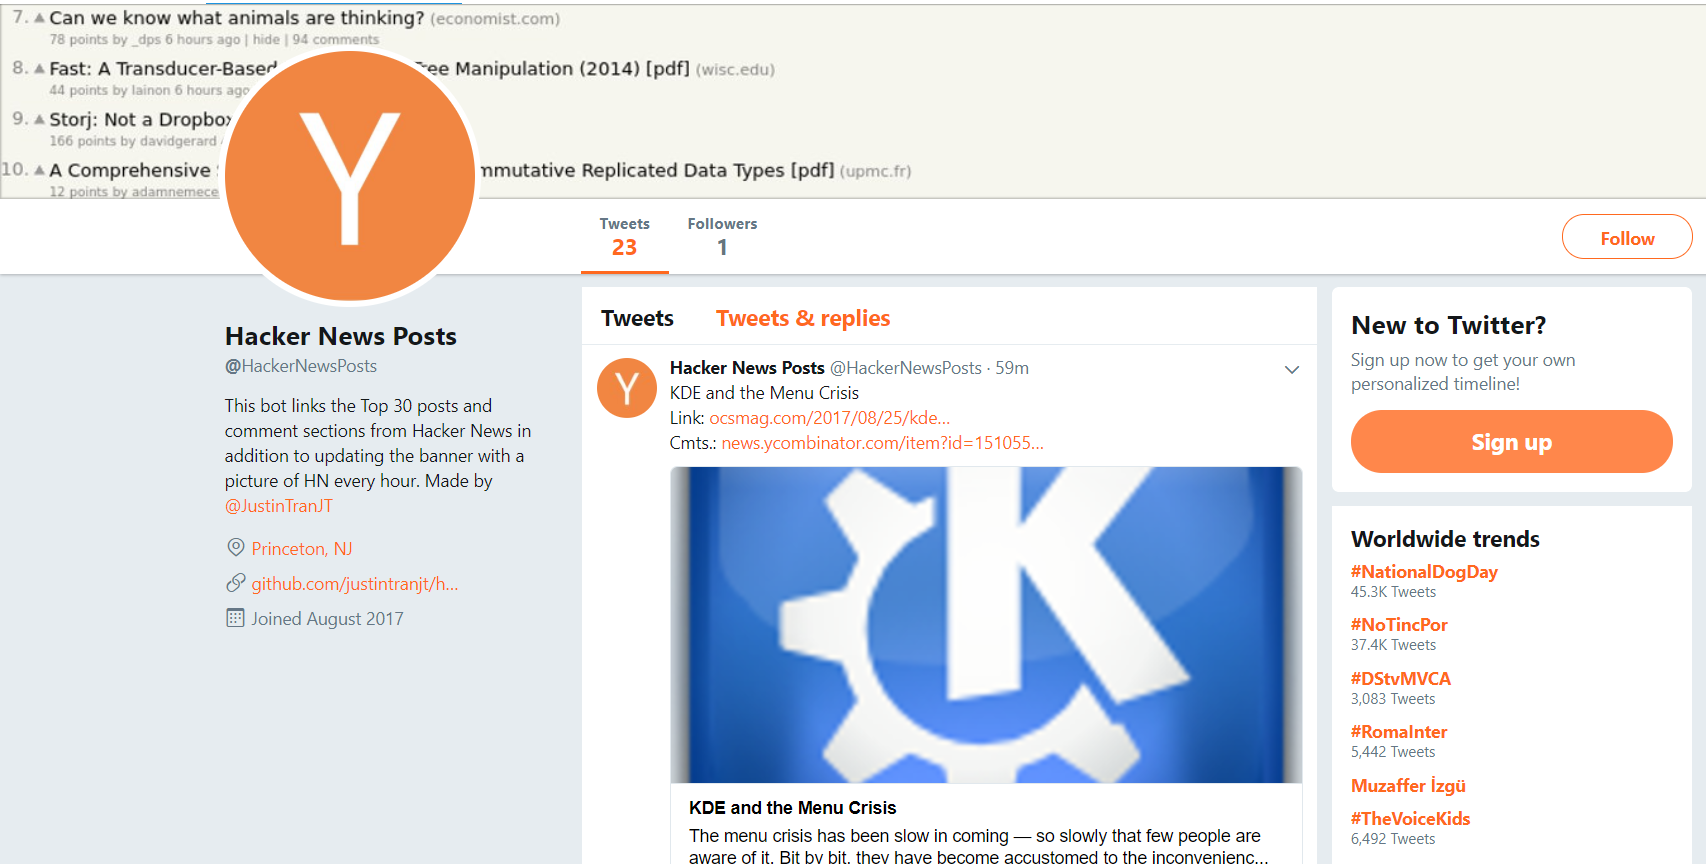 7. ▲ Can we know what animals are thinking? (economist.com)
78 points by _dps 6 hours ago | hide | 94 comments
8. ▲ Fast: A Transducer-Based Tree Manipulation (2014) [pdf] (wisc.edu)
44 points by lainon 6 hours ago
9. ▲ Storj: Not a Dropbox
166 points by davidgerard
10. ▲ A Comprehensive mmutative Replicated Data Types [pdf] (upmc.fr)
12 points by adamnemece
Y
Tweets
23
Followers
1
Follow
Hacker News Posts
@HackerNewsPosts
This bot links the Top 30 posts and
comment sections from Hacker News in
addition to updating the banner with a
picture of HN every hour. Made by
@JustinTranJT
Princeton, NJ
github.com/justintranjt/h...
Joined August 2017
Tweets Tweets & replies
Y
Hacker News Posts @HackerNewsPosts · 59m
KDE and the Menu Crisis
Link: ocsmag.com/2017/08/25/kde...
Cmts.: news.ycombinator.com/item?id=151055...
K
KDE and the Menu Crisis
The menu crisis has been slow in coming — so slowly that few people are
aware of it. Bit by bit, they have become accustomed to the inconvenienc...
New to Twitter?
Sign up now to get your own
personalized timeline!
Sign up
Worldwide trends
#NationalDogDay
45.3K Tweets
#NoTincPor
37.4K Tweets
#DStvMVCA
3,083 Tweets
#RomaInter
5,442 Tweets
Muzaffer İzgü
#TheVoiceKids
6,492 Tweets